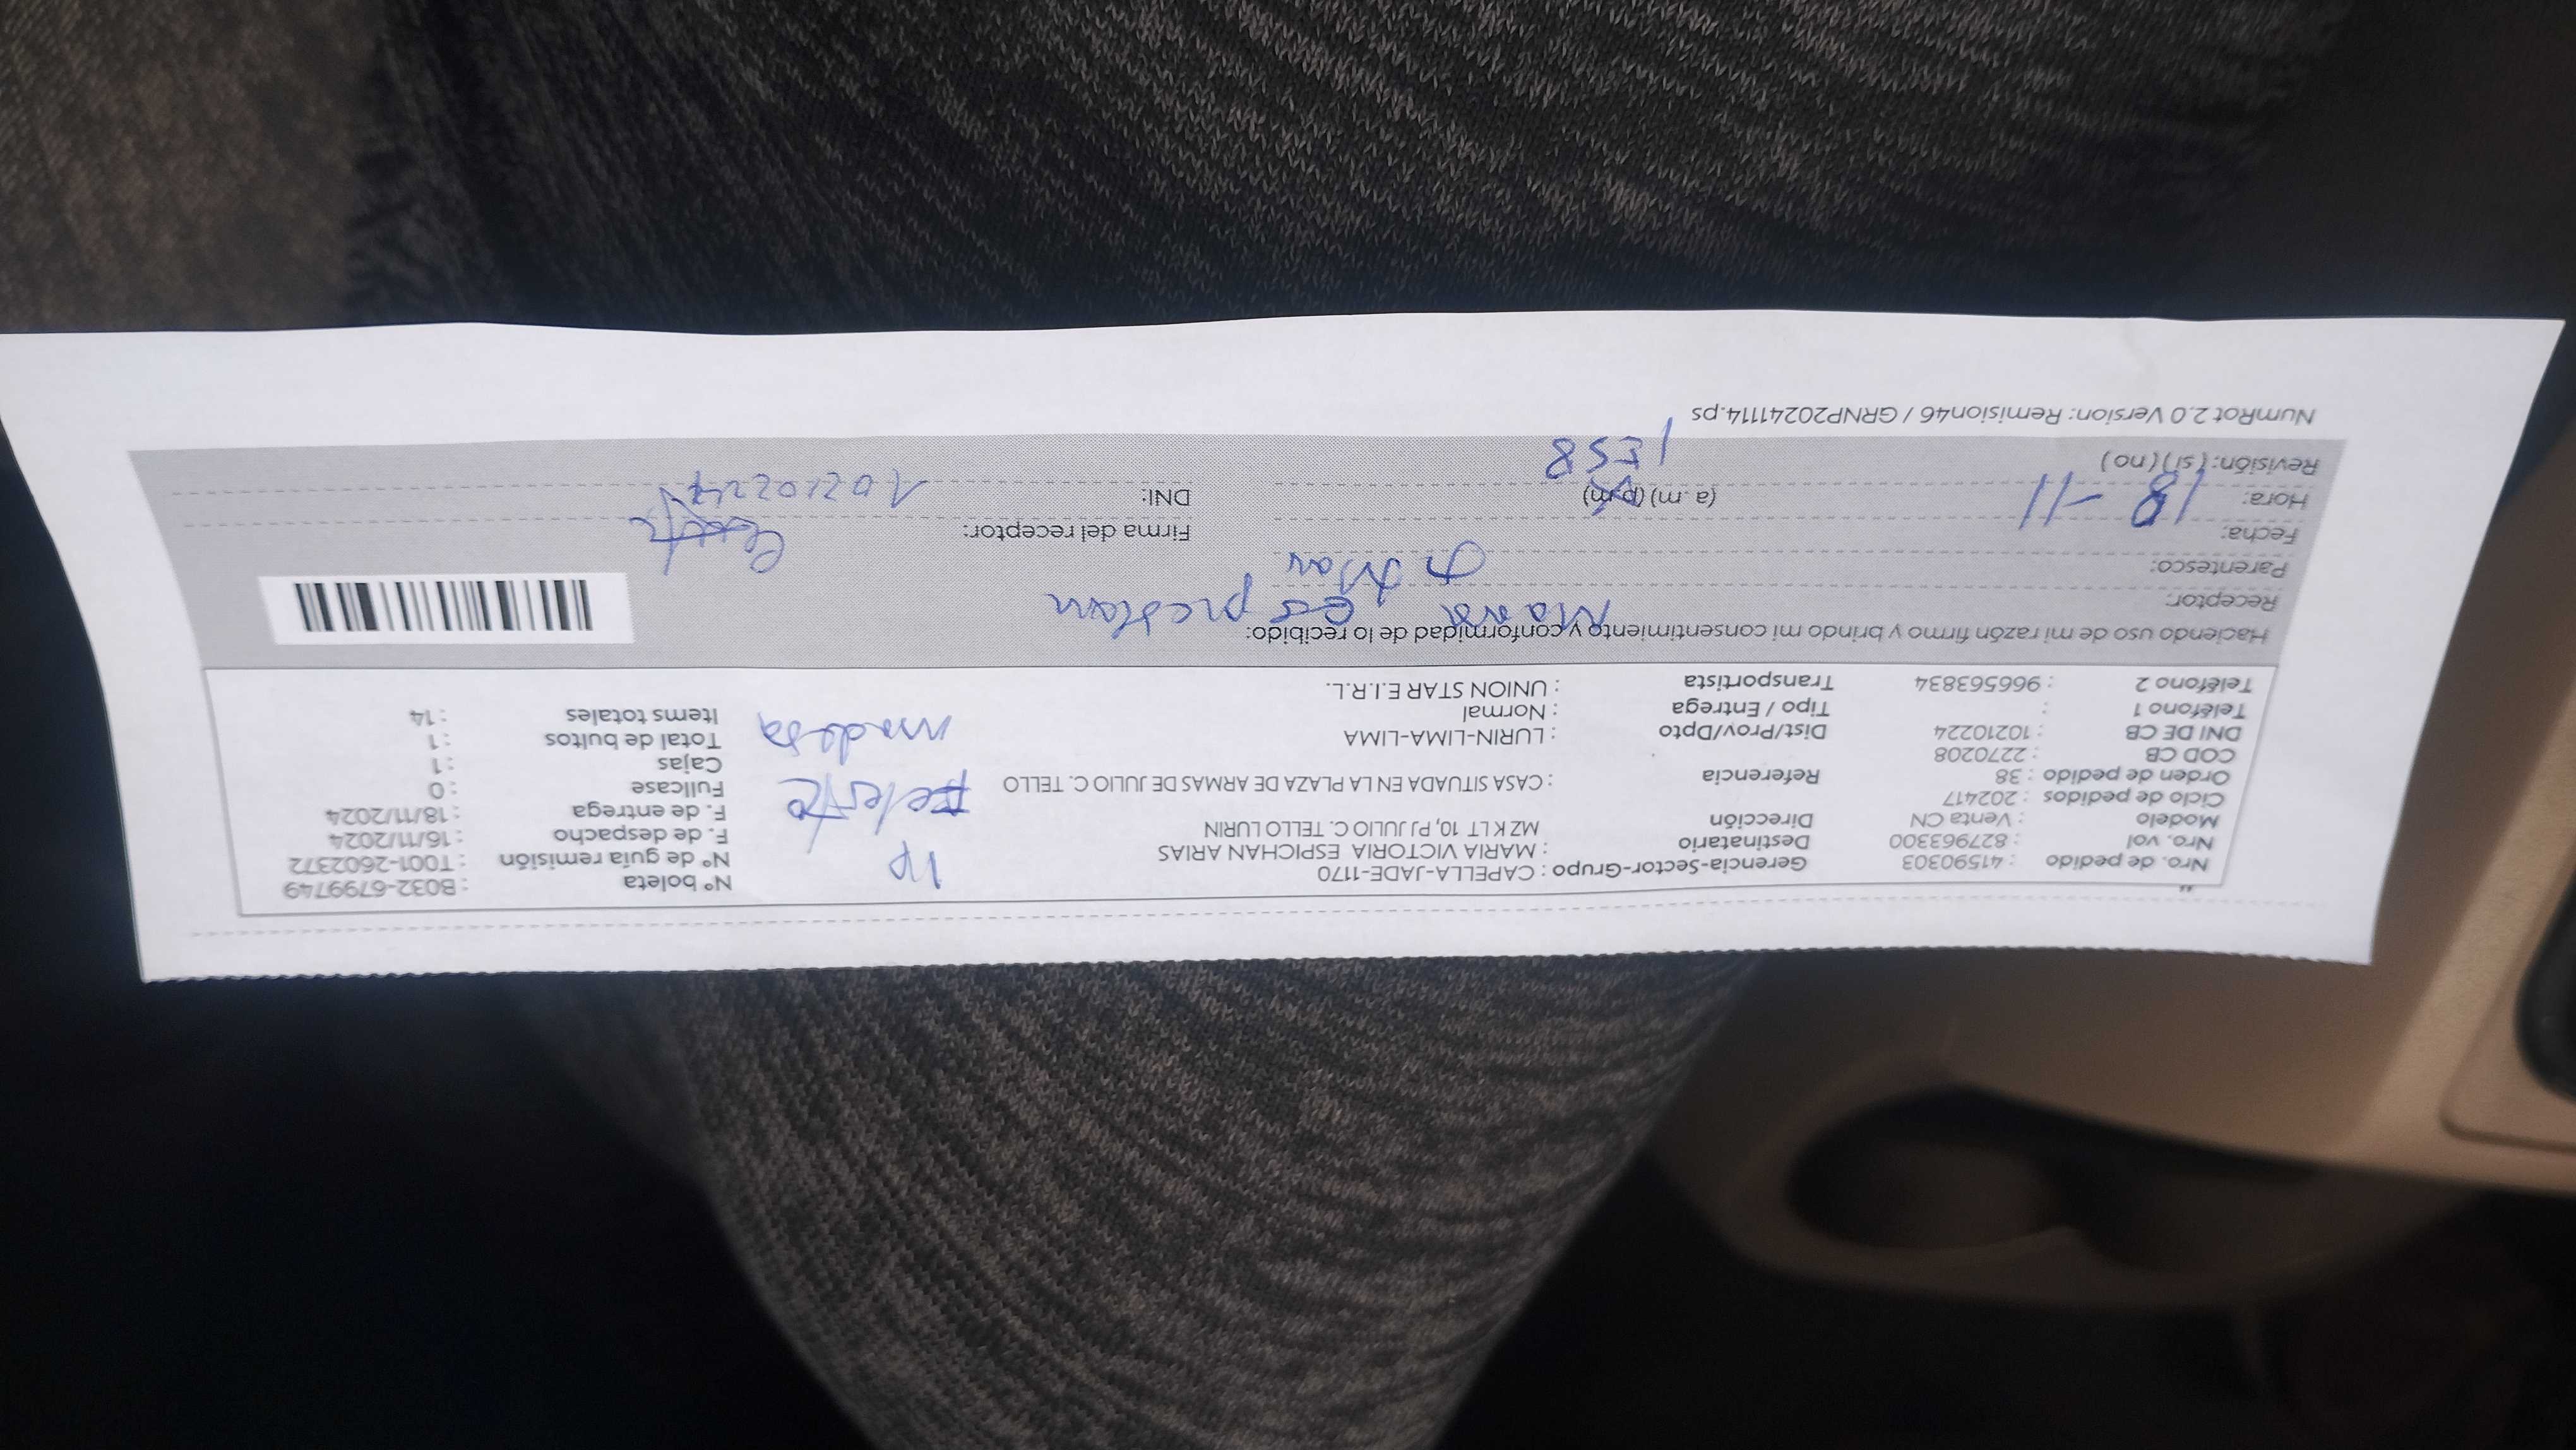 Nro. de pedido : 41590303 Gerencia-Sector-Grupo : CAPELLA-JADE-1170 Nº boleta : B032-6799749
Nro. vol : 827963300 Destinatario : MARIA VICTORIA ESPICHAN ARIAS Nº de guía remisión : T001-2602372
Modelo : Venta CN Dirección MZ K LT 10, PJ JULIO C. TELLO LURIN F. de despacho : 16/11/2024
Ciclo de pedidos : 202417 F. de entrega : 18/11/2024
Orden de pedido : 38 Referencia : CASA SITUADA EN LA PLAZA DE ARMAS DE JULIO C. TELLO Fullcase : 0
COD CB : 2270208 Cajas : 1
DNI DE CB : 10210224 Dist/Prov/Dpto : LURIN-LIMA-LIMA Total de bultos : 1
Teléfono 1 : Tipo / Entrega : Normal Items totales : 14
Teléfono 2 : 966563834 Transportista : UNION STAR E.I.R.L.
1P
madera
Haciendo uso de mi razón firmo y brindo mi consentimiento y conformidad de lo recibido:
Receptor:
Parentesco:
Fecha: 18-11 Firma del receptor:
Hora: (a.m) (p.m) DNI: 10210224
Revisión: (si) (no)
NumRot 2.0 Version: Remision46 / GRNP20241114.ps